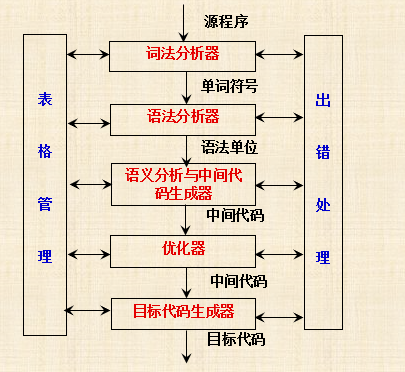 源程序
词法分析器
单词符号
语法分析器
语法单位
语义分析与中间代
码生成器
中间代码
优化器
中间代码
目标代码生成器
目标代码
表
格
管
理
出
错
处
理